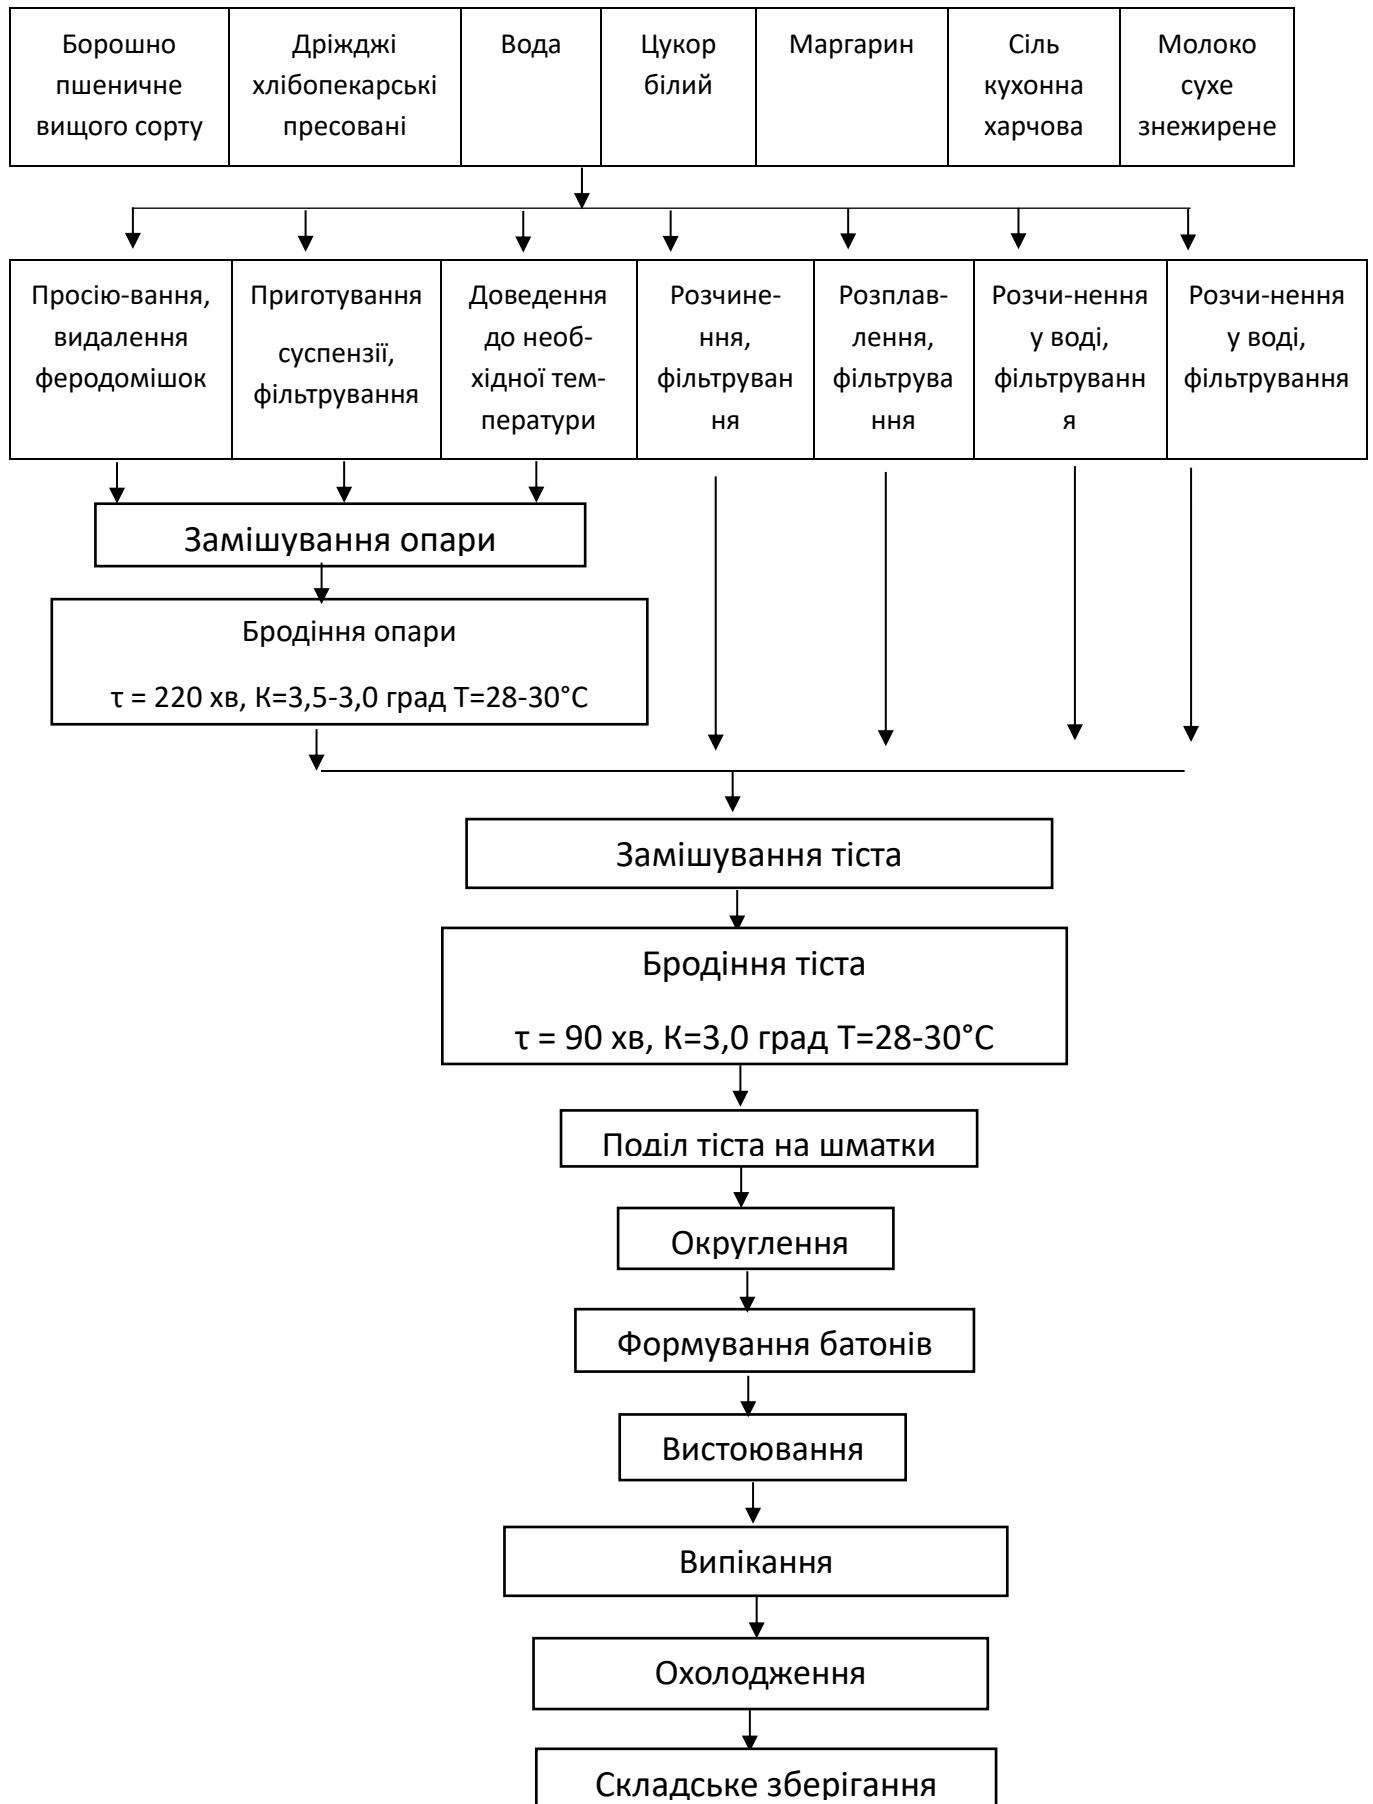 Борошно
пшеничне
вищого сорту
Дріжджі
хлібопекарські
пресовані
Вода
Цукор
білий
Маргарин
Сіль
кухонна
харчова
Молоко
сухе
знежирене
Просію-вання,
видалення
феродомішок
Приготування
суспензії,
фільтрування
Доведення
до необ-
хідної тем-
ператури
Розчине-
ння,
фільтруван
ня
Розплав-
лення,
фільтрува
ння
Розчи-нення
у воді,
фільтруванн
я
Розчи-нення
у воді,
фільтрування
Замішування опари
Бродіння опари
τ = 220 хв, К=3,5-3,0 град Т=28-30°С
Замішування тіста
Бродіння тіста
τ = 90 хв, К=3,0 град Т=28-30°С
Поділ тіста на шматки
Округлення
Формування батонів
Вистоювання
Випікання
Охолодження
Складське зберігання